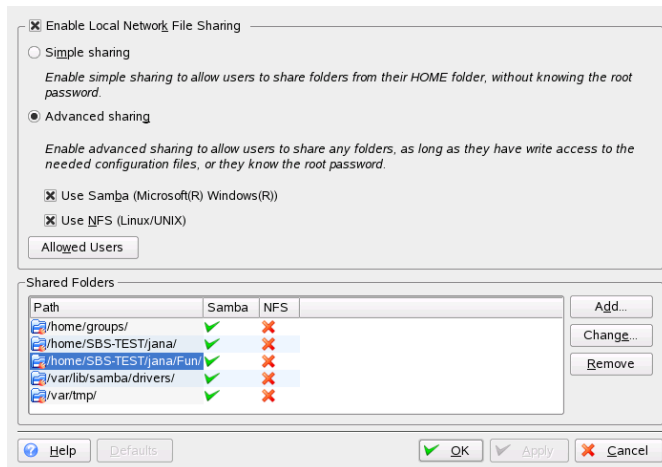 Enable Local Network File Sharing
Simple sharing
Enable simple sharing to allow users to share folders from their HOME folder, without knowing the root
password.
Advanced sharing
Enable advanced sharing to allow users to share any folders, as long as they have write access to the
needed configuration files, or they know the root password.
Use Samba (Microsoft(R) Windows(R))
Use NFS (Linux/UNIX)
Allowed Users
Shared Folders
Path Samba NFS
/home/groups/
/home/SBS-TEST/jana/
/home/SBS-TEST/jana/Fun/
/var/lib/samba/drivers/
/var/tmp/
Add...
Change...
Remove
Help Defaults OK Apply Cancel